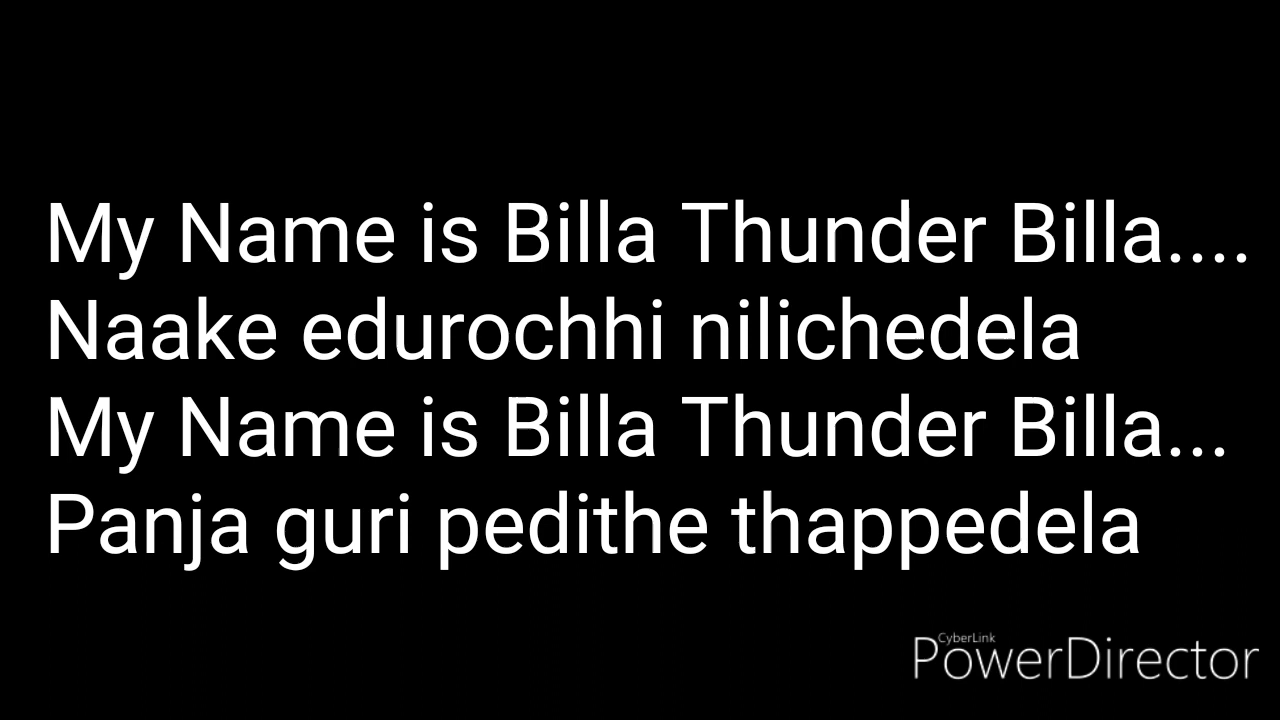 My Name is Billa Thunder Billa....
Naake edurochhi nilichedela
My Name is Billa Thunder Billa...
Panja guri pedithe thappedela
CyberLink
PowerDirector